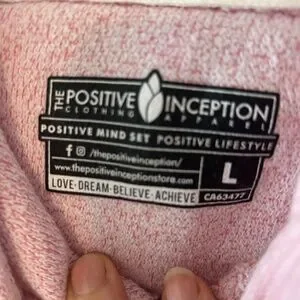 THE POSITIVE INCEPTION
CLOTHING APPAREL
POSITIVE MIND SET POSITIVE LIFESTYLE
/thepositiveinception/
www.thepositiveinceptionstore.com
L
LOVE·DREAM·BELIEVE·ACHIEVE CA63477